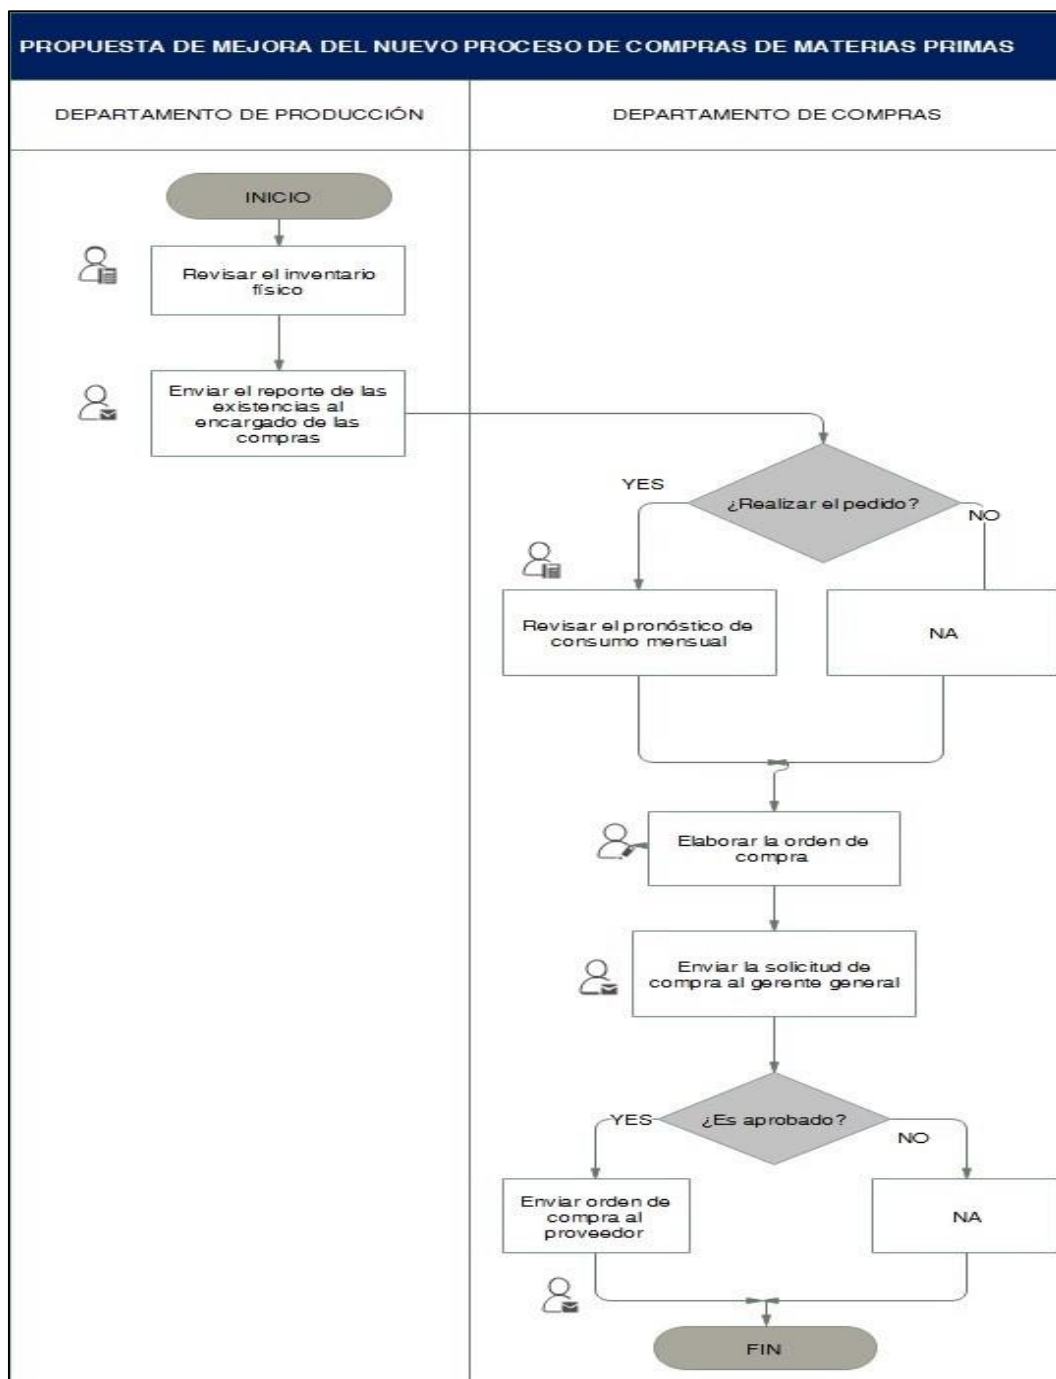 PROPUESTA DE MEJORA DEL NUEVO PROCESO DE COMPRAS DE MATERIAS PRIMAS
DEPARTAMENTO DE PRODUCCIÓN
DEPARTAMENTO DE COMPRAS
INICIO
Revisar el inventario
físico
Enviar el reporte de las
existencias al
encargado de las
compras
¿Realizar el pedido?
YES
NO
Revisar el pronóstico de
consumo mensual
NA
Elaborar la orden de
compra
Enviar la solicitud de
compra al gerente general
¿Es aprobado?
YES
NO
Enviar orden de
compra al
proveedor
NA
FIN